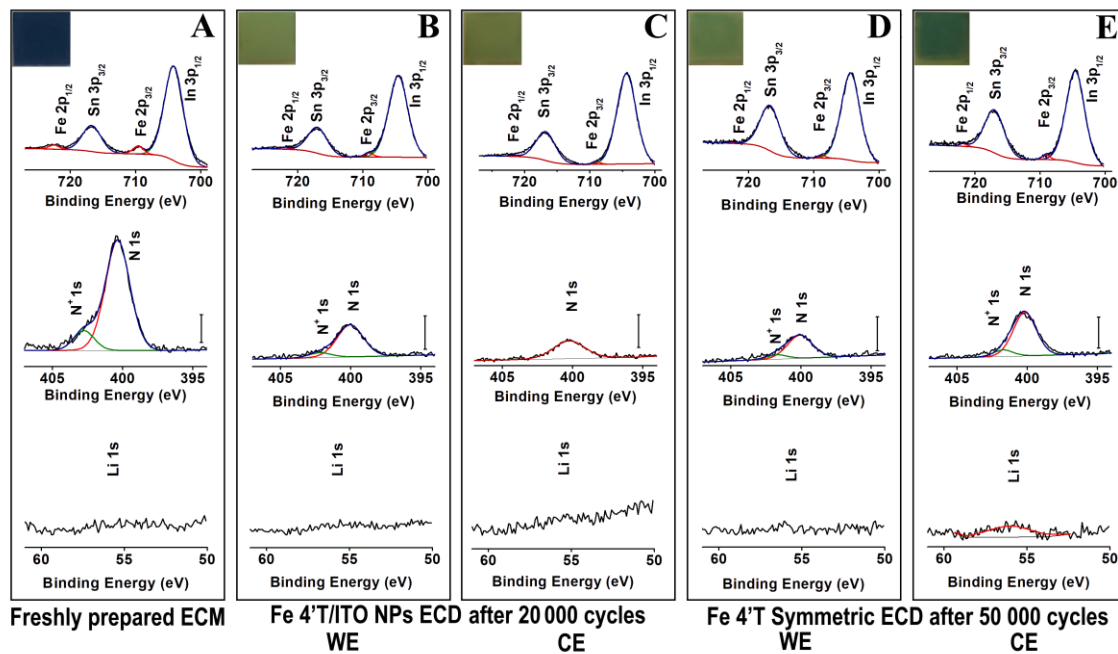 A
Fe 2p1/2
Sn 3p3/2
Fe 2p3/2
In 3p1/2
720 710 700
Binding Energy (eV)
N+ 1s
N 1s
405 400 395
Binding Energy (eV)
Li 1s
60 55 50
Binding Energy (eV)
B
Fe 2p1/2
Sn 3p3/2
Fe 2p3/2
In 3p1/2
720 710 700
Binding Energy (eV)
N+ 1s
N 1s
405 400 395
Binding Energy (eV)
Li 1s
60 55 50
Binding Energy (eV)
C
Fe 2p1/2
Sn 3p3/2
Fe 2p3/2
In 3p1/2
720 710 700
Binding Energy (eV)
N 1s
405 400 395
Binding Energy (eV)
Li 1s
60 55 50
Binding Energy (eV)
D
Fe 2p1/2
Sn 3p3/2
Fe 2p3/2
In 3p1/2
720 710 700
Binding Energy (eV)
N+ 1s
N 1s
405 400 395
Binding Energy (eV)
Li 1s
60 55 50
Binding Energy (eV)
E
Fe 2p1/2
Sn 3p3/2
Fe 2p3/2
In 3p1/2
720 710 700
Binding Energy (eV)
N+ 1s
N 1s
405 400 395
Binding Energy (eV)
Li 1s
60 55 50
Binding Energy (eV)
Freshly prepared ECM
Fe 4'T/ITO NPs ECD after 20 000 cycles
WE CE
Fe 4'T Symmetric ECD after 50 000 cycles
WE CE